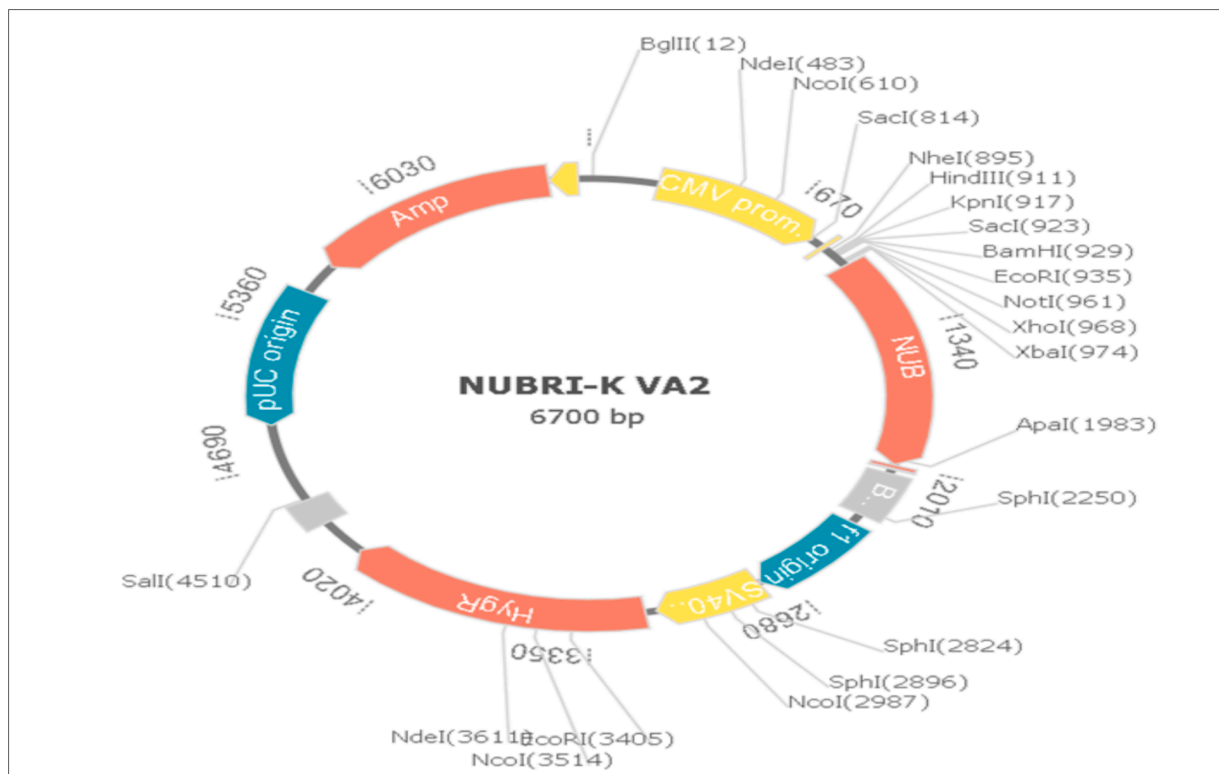 BglII(12)
NdeI(483)
NcoI(610)
SacI(814)
NheI(895)
HindIII(911)
KpnI(917)
SacI(923)
BamHI(929)
EcoRI(935)
NotI(961)
XhoI(968)
XbaI(974)
670
CMV prom.
6030
Amp
5360
pUC origin
NUB
1340
NUBRI-K VA2
6700 bp
ApaI(1983)
4690
B..
2010
SphI(2250)
f1 origin
SalI(4510)
4020
HygR
SV40..
2680
3350
SphI(2824)
SphI(2896)
NcoI(2987)
NdeI(3611)
EcoRI(3405)
NcoI(3514)